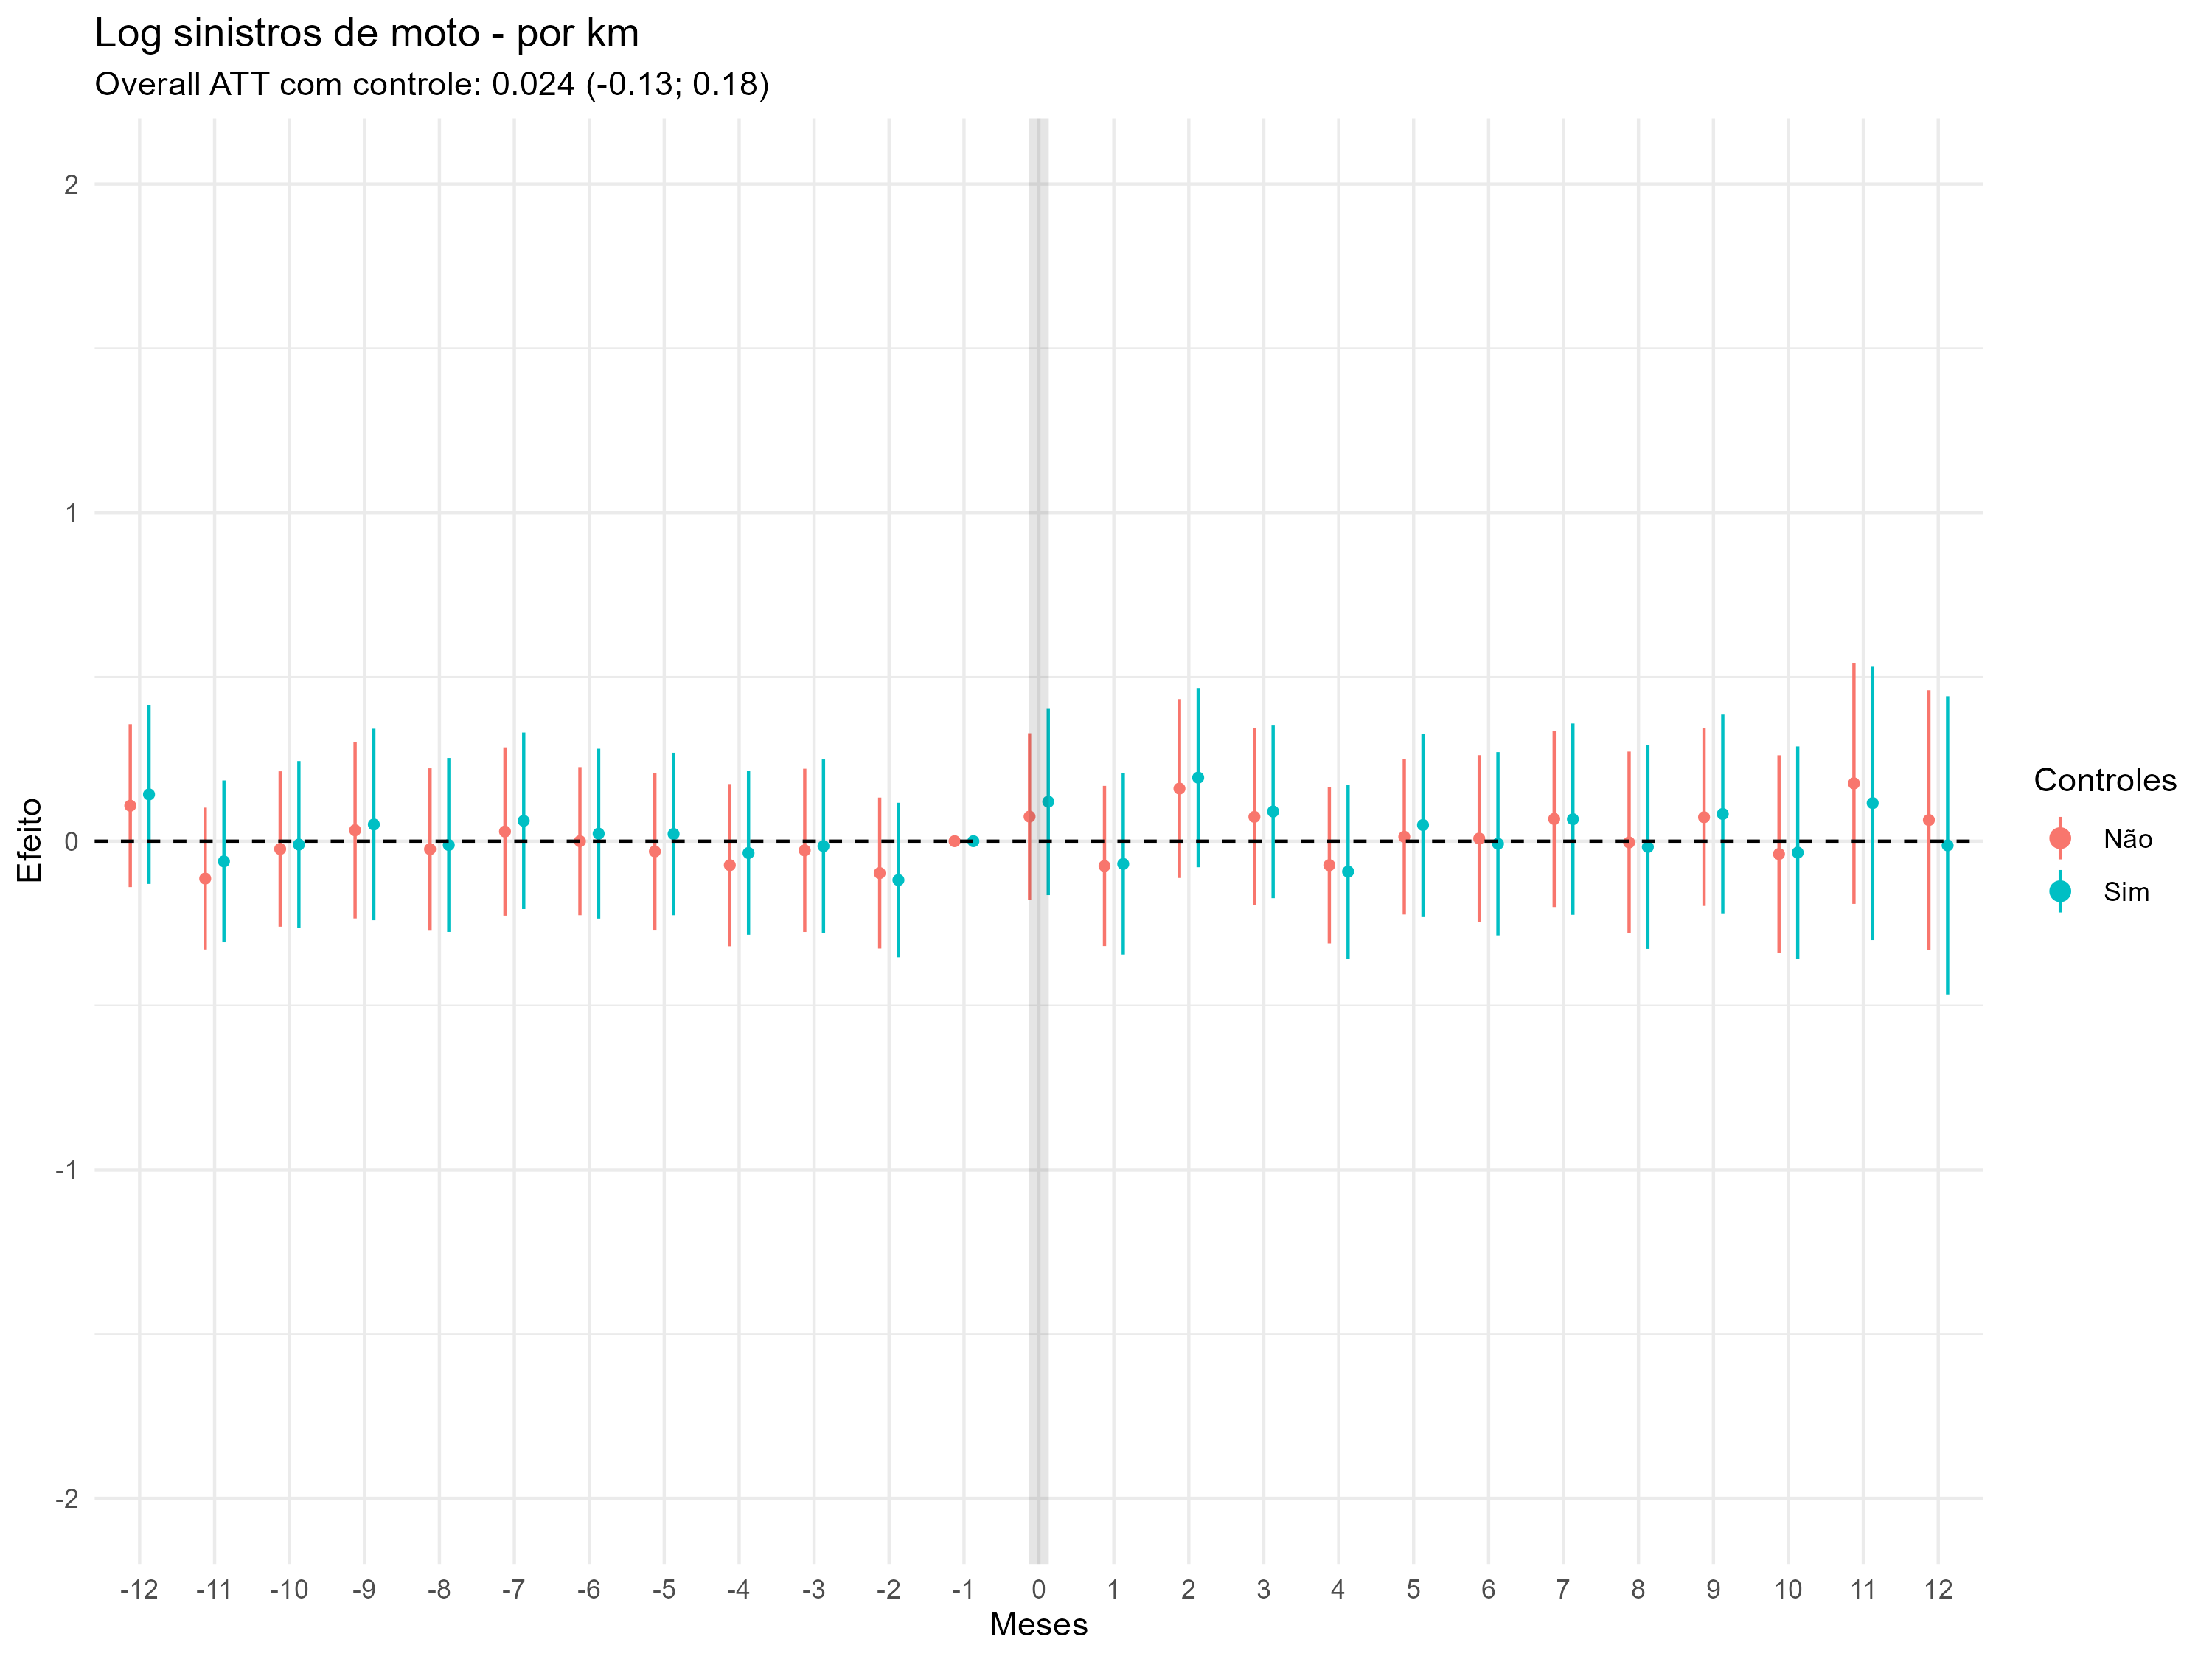 Log sinistros de moto - por km
Overall ATT com controle: 0.024 (-0.13; 0.18)
Efeito
2
1
0
-1
-2
-12 -11 -10 -9 -8 -7 -6 -5 -4 -3 -2 -1 0 1 2 3 4 5 6 7 8 9 10 11 12
Meses
Controles
Não
Sim